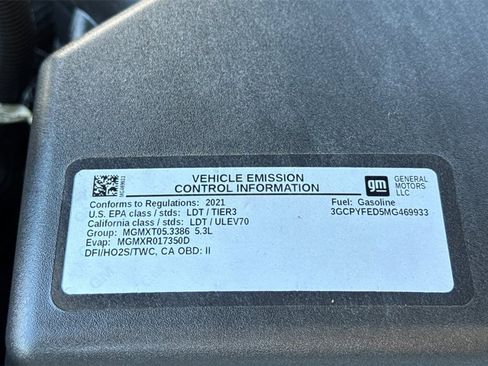 VEHICLE EMISSION
CONTROL INFORMATION
gm
GENERAL
MOTORS
LLC
Conforms to Regulations: 2021
Fuel: Gasoline
U.S. EPA class / stds: LDT / TIER3
3GCPYFED5MG469933
California class / stds: LDT / ULEV70
Group: MGMXT05.3386 5.3L
Evap: MGMXR017350D
DFI/HO2S/TWC, CA OBD: II